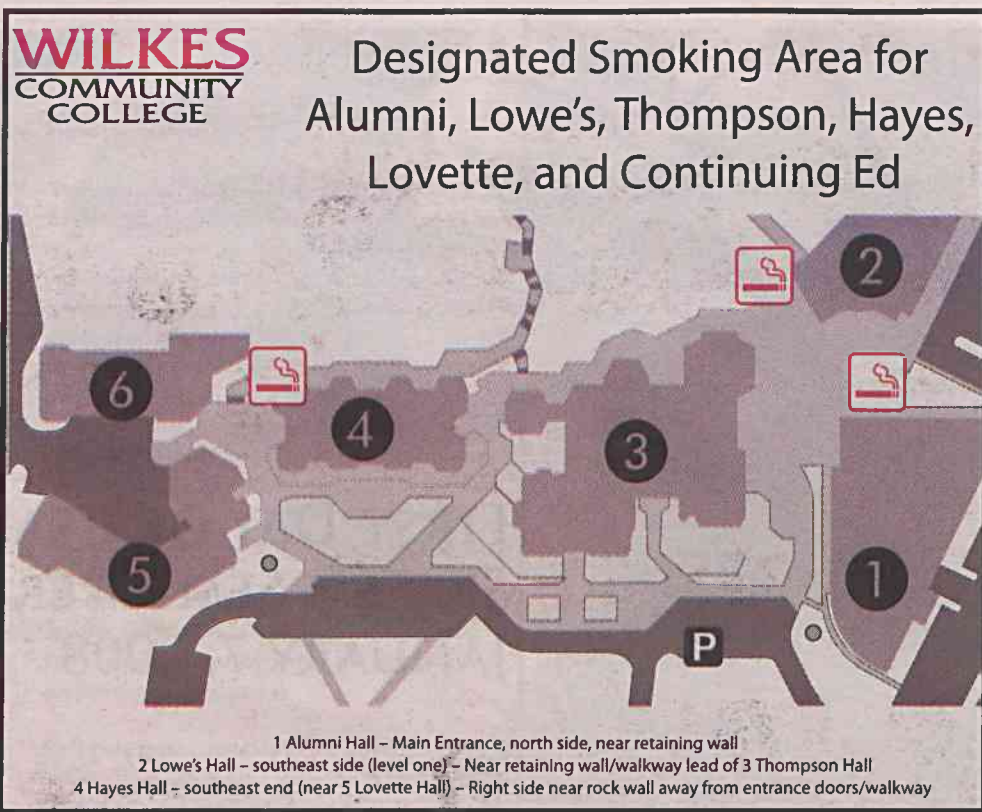 WILKES
COMMUNITY
COLLEGE
Designated Smoking Area for
Alumni, Lowe's, Thompson, Hayes,
Lovette, and Continuing Ed
2
6
4
3
5
1
P
1 Alumni Hall – Main Entrance, north side, near retaining wall
2 Lowe's Hall – southeast side (level one) – Near retaining wall/walkway lead of 3 Thompson Hall
4 Hayes Hall – southeast end (near 5 Lovette Hall) – Right side near rock wall away from entrance doors/walkway